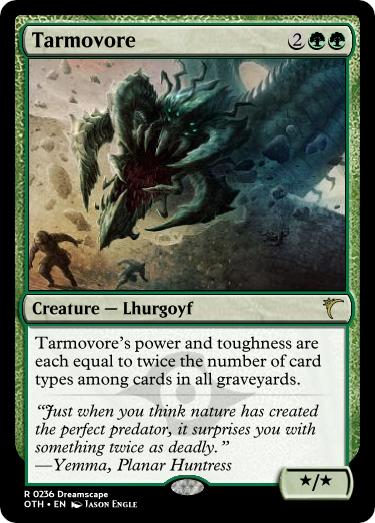 Tarmovore 2
Creature — Lhurgoyf
Tarmovore's power and toughness are
each equal to twice the number of card
types among cards in all graveyards.
“Just when you think nature has created
the perfect predator, it surprises you with
something twice as deadly.”
—Yemma, Planar Huntress
★/★
R 0236 Dreamscape
OTH • EN Jason Engle